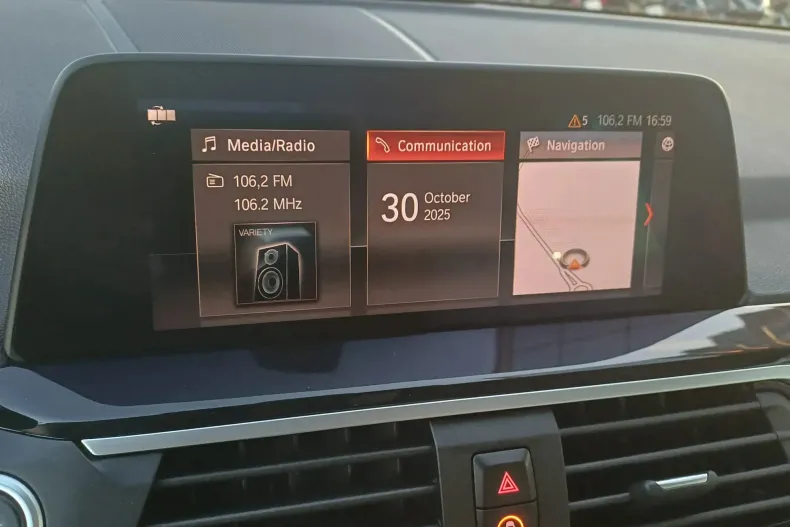 5 106,2 FM 16:59
Media/Radio
106,2 FM
106.2 MHz
VARIETY
Communication
30 October
2025
Navigation